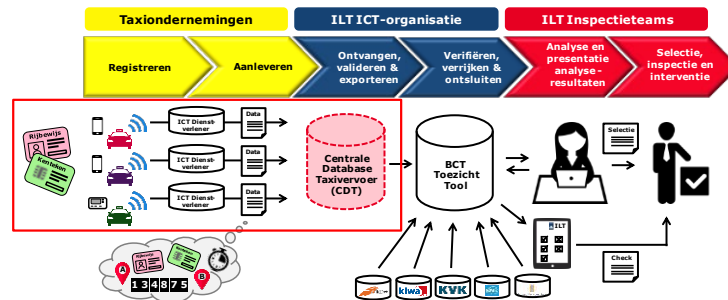 Taxiondernemingen
ILT ICT-organisatie
ILT Inspectieteams
Registreren
Aanleveren
Ontvangen,
valideren &
exporteren
Verifiëren,
verrijken &
ontsluiten
Analyse en
presentatie
analyse-
resultaten
Selectie,
inspectie en
interventie
Rijbewijs
Kenteken
ICT Dienst-
verlener
Data
ICT Dienst-
verlener
Data
ICT Dienst-
verlener
Data
Centrale
Database
Taxivervoer
(CDT)
BCT
Toezicht
Tool
Selectie
ILT
Check
Rijbewijs
Kenteken
A
134875
B
kiwa
KVK